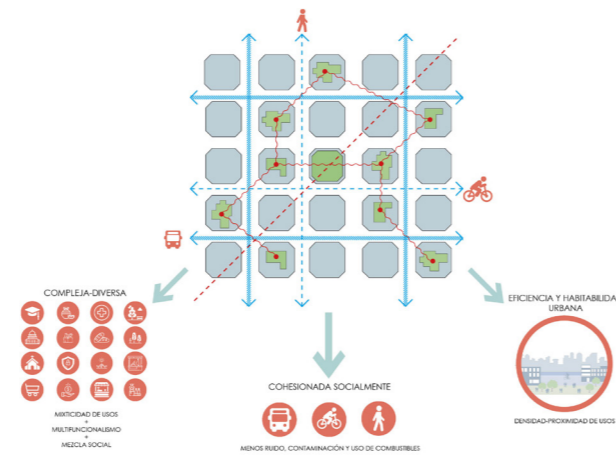 COMPLEJA-DIVERSA
MIXTICIDAD DE USOS
+
MULTIFUNCIONALISMO
+
MEZCLA SOCIAL
COHESIONADA SOCIALMENTE
MENOS RUIDO, CONTAMINACIÓN Y USO DE COMBUSTIBLES
EFICIENCIA Y HABITABILIDA
URBANA
DENSIDAD-PROXIMIDAD DE USOS